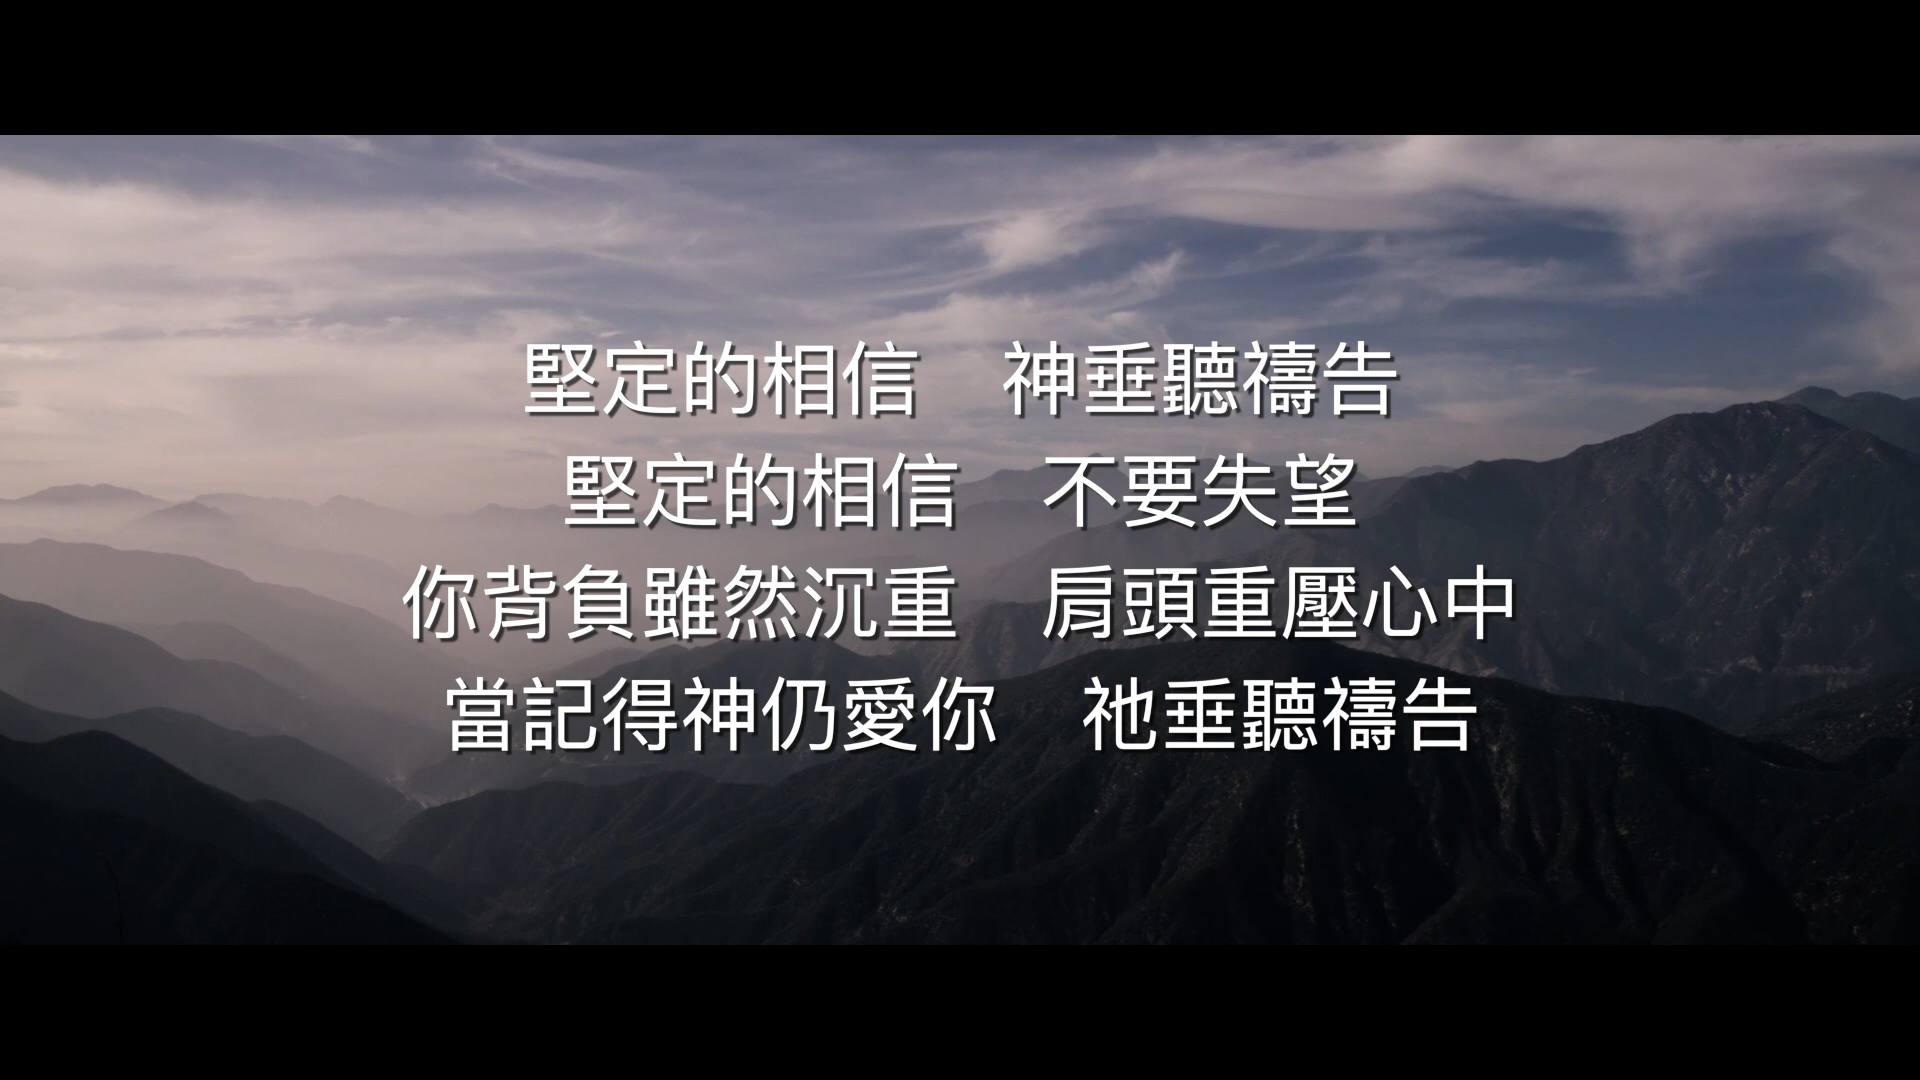 堅定的相信　神垂聽禱告
堅定的相信　不要失望
你背負雖然沉重　肩頭重壓心中
當記得神仍愛你　祂垂聽禱告